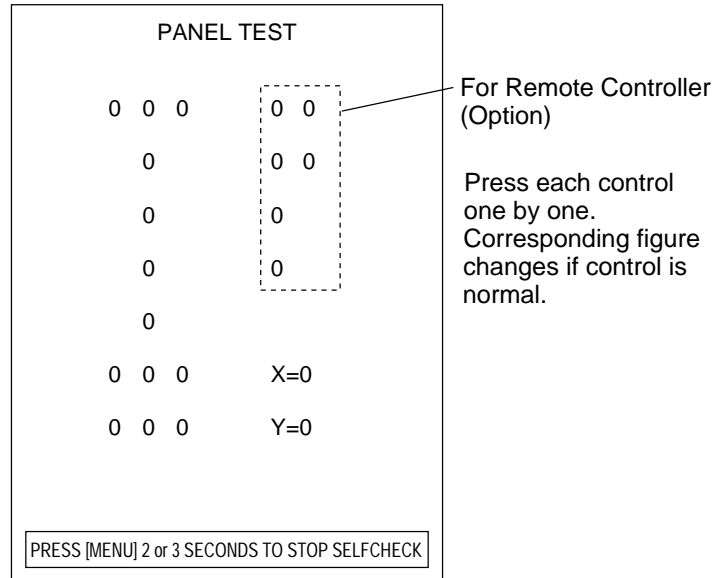 PANEL TEST
0 0 0 0 0
0 0 0
0 0
0 0
0
0 0 0 X=0
0 0 0 Y=0
PRESS [MENU] 2 or 3 SECONDS TO STOP SELFCHECK
For Remote Controller
(Option)
Press each control
one by one.
Corresponding figure
changes if control is
normal.